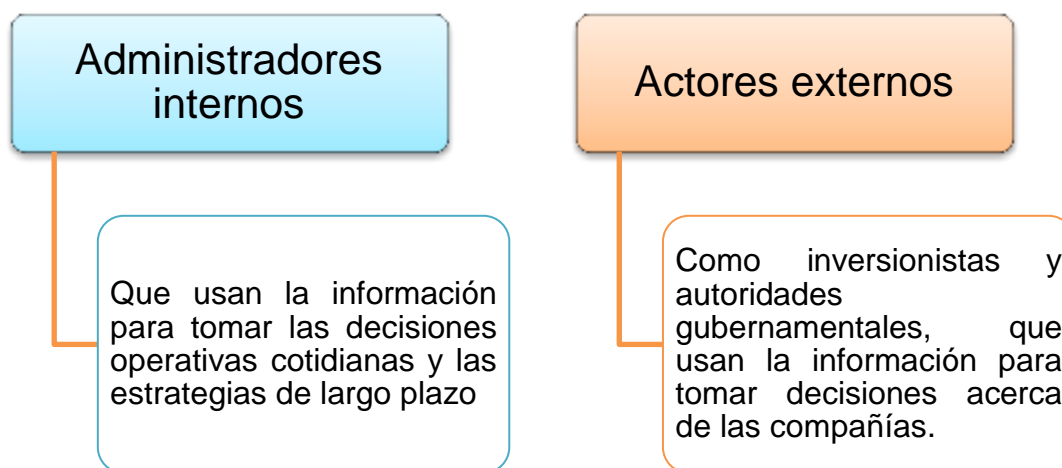 Administradores
internos
Que usan la información
para tomar las decisiones
operativas cotidianas y las
estrategias de largo plazo
Actores externos
Como inversionistas y
autoridades
gubernamentales, que
usan la información para
tomar decisiones acerca
de las compañías.